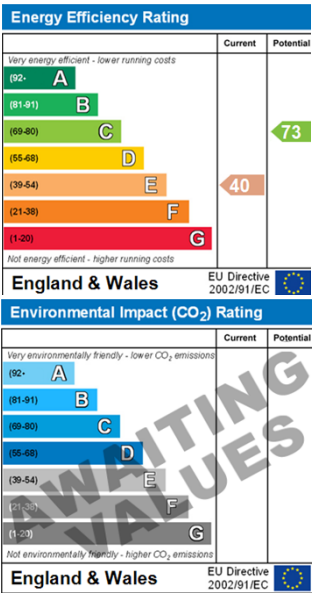 Energy Efficiency Rating
Current Potential
Very energy efficient - lower running costs
(92- A
(81-91) B
(69-80) C 73
(55-68) D
(39-54) E 40
(21-38) F
(1-20) G
Not energy efficient - higher running costs
England & Wales
EU Directive
2002/91/EC
Environmental Impact (CO2) Rating
Current Potential
Very environmentally friendly - lower CO2 emissions
(92- A
(81-91) B
(69-80) C
(55-68) D
(39-54) E
(21-38) F
(1-20) G
AWAITING
VALUES
Not environmentally friendly - higher CO2 emissions
England & Wales
EU Directive
2002/91/EC